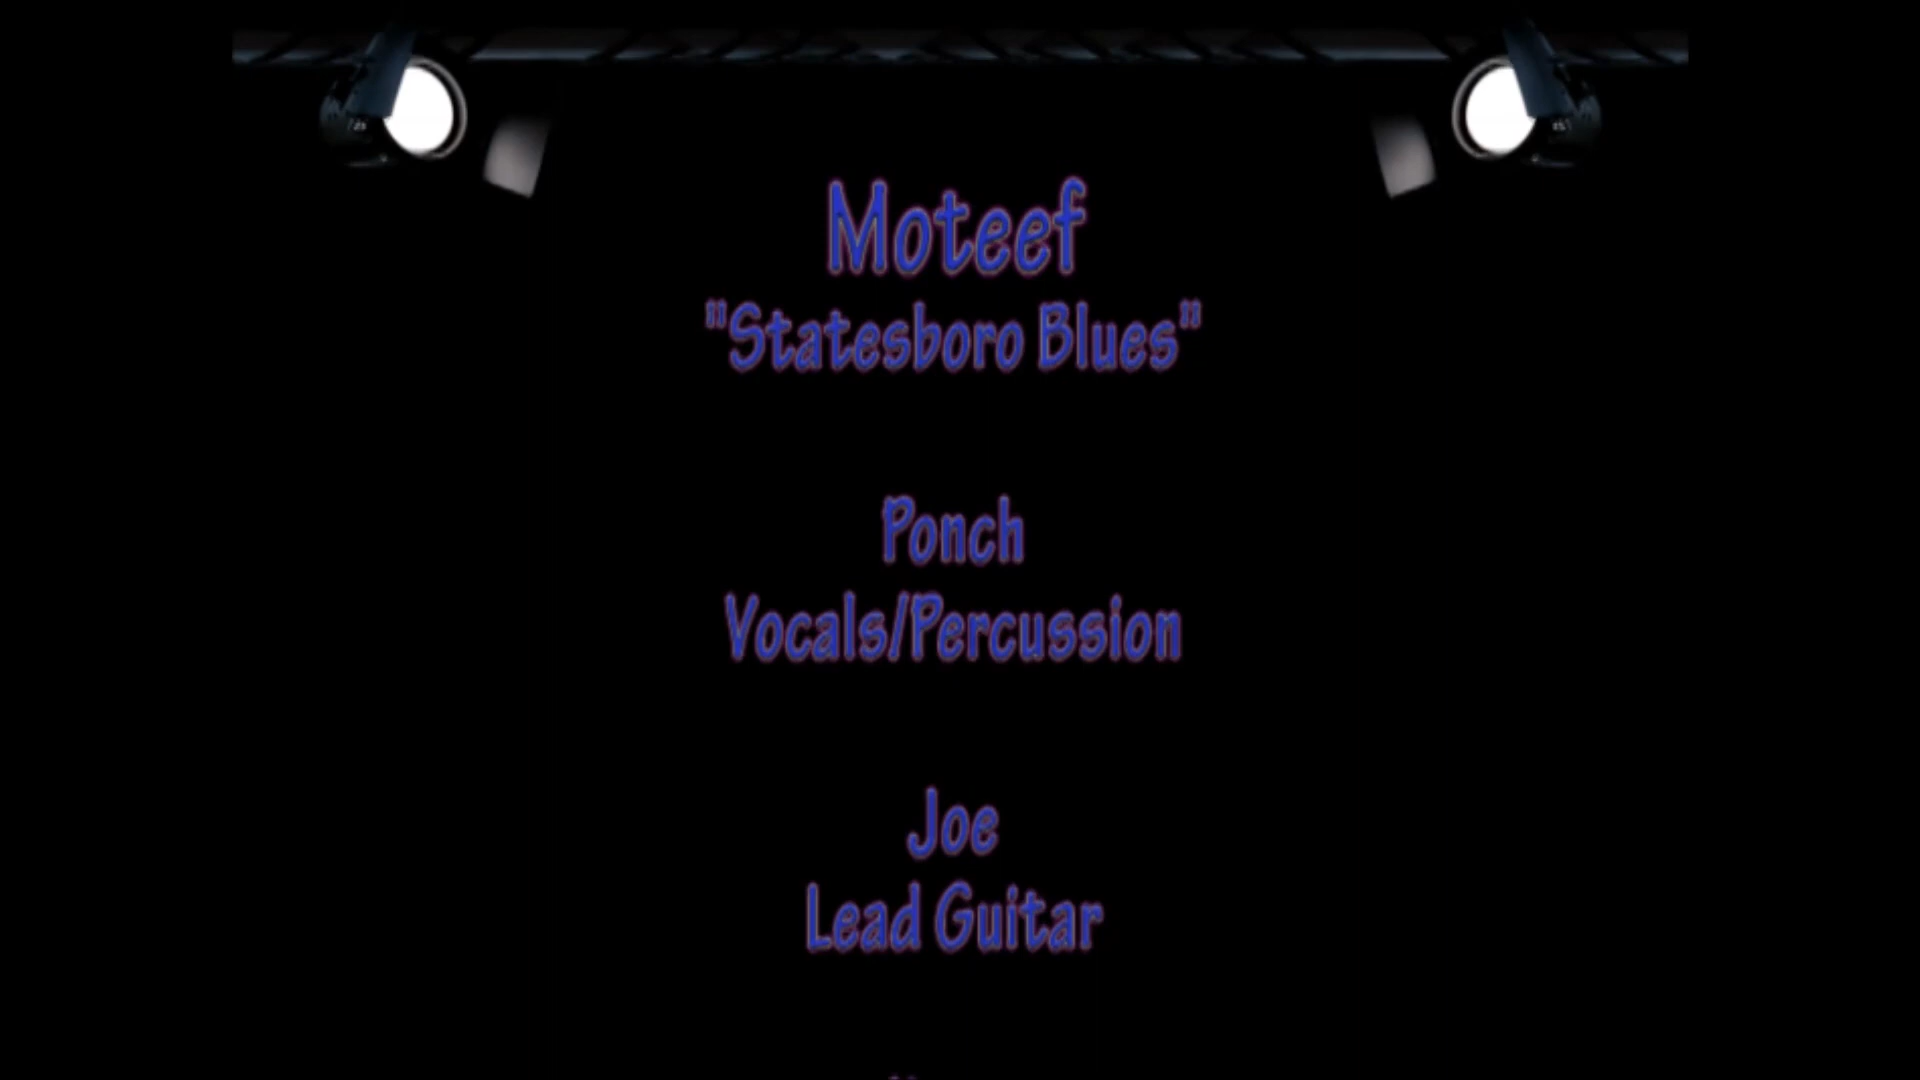 Moteef
"Statesboro Blues"
Ponch
Vocals/Percussion
Joe
Lead Guitar